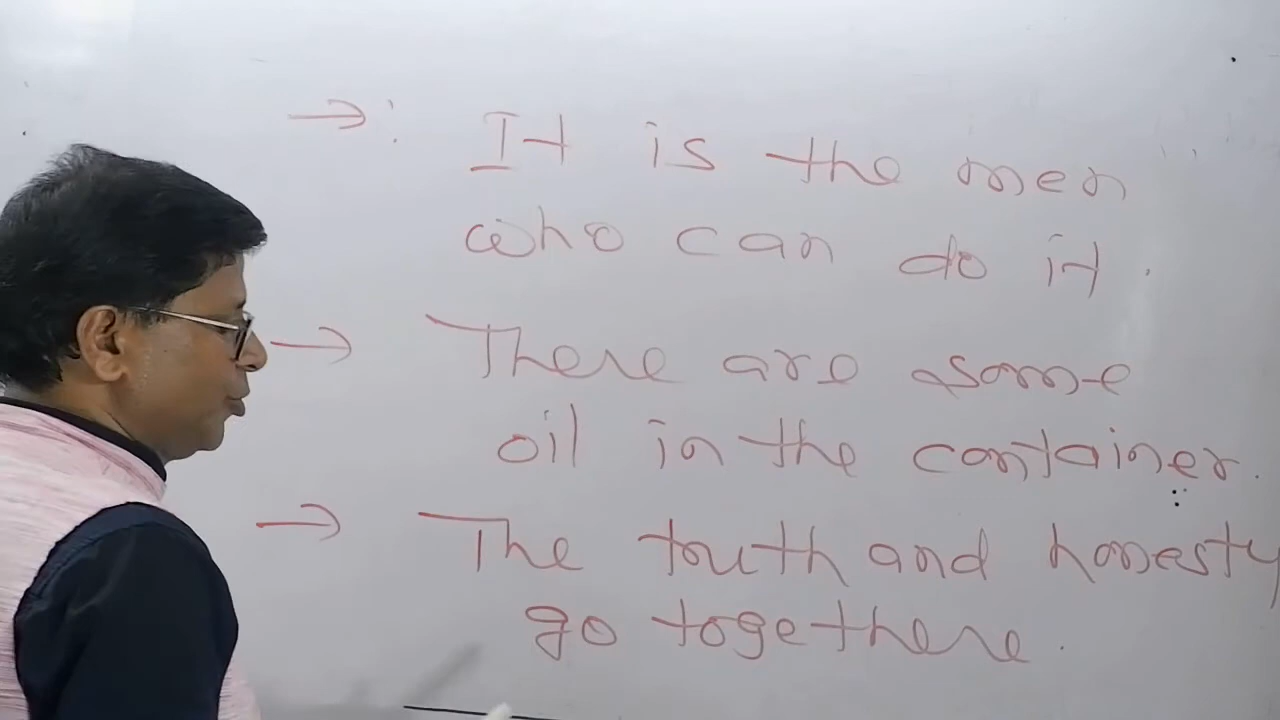 →: It is the men
who can do it.
→ There are some
oil in the container.
→ The truth and honesty
go togethere.